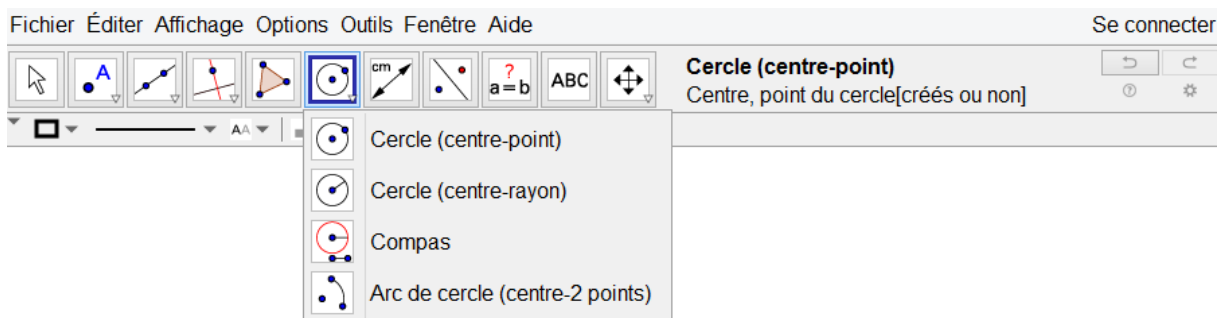 Fichier Éditer Affichage Options Outils Fenêtre Aide Se connecter
A cm ? a=b ABC Cercle (centre-point)
Centre, point du cercle[créés ou non]
AA
Cercle (centre-point)
Cercle (centre-rayon)
Compas
Arc de cercle (centre-2 points)